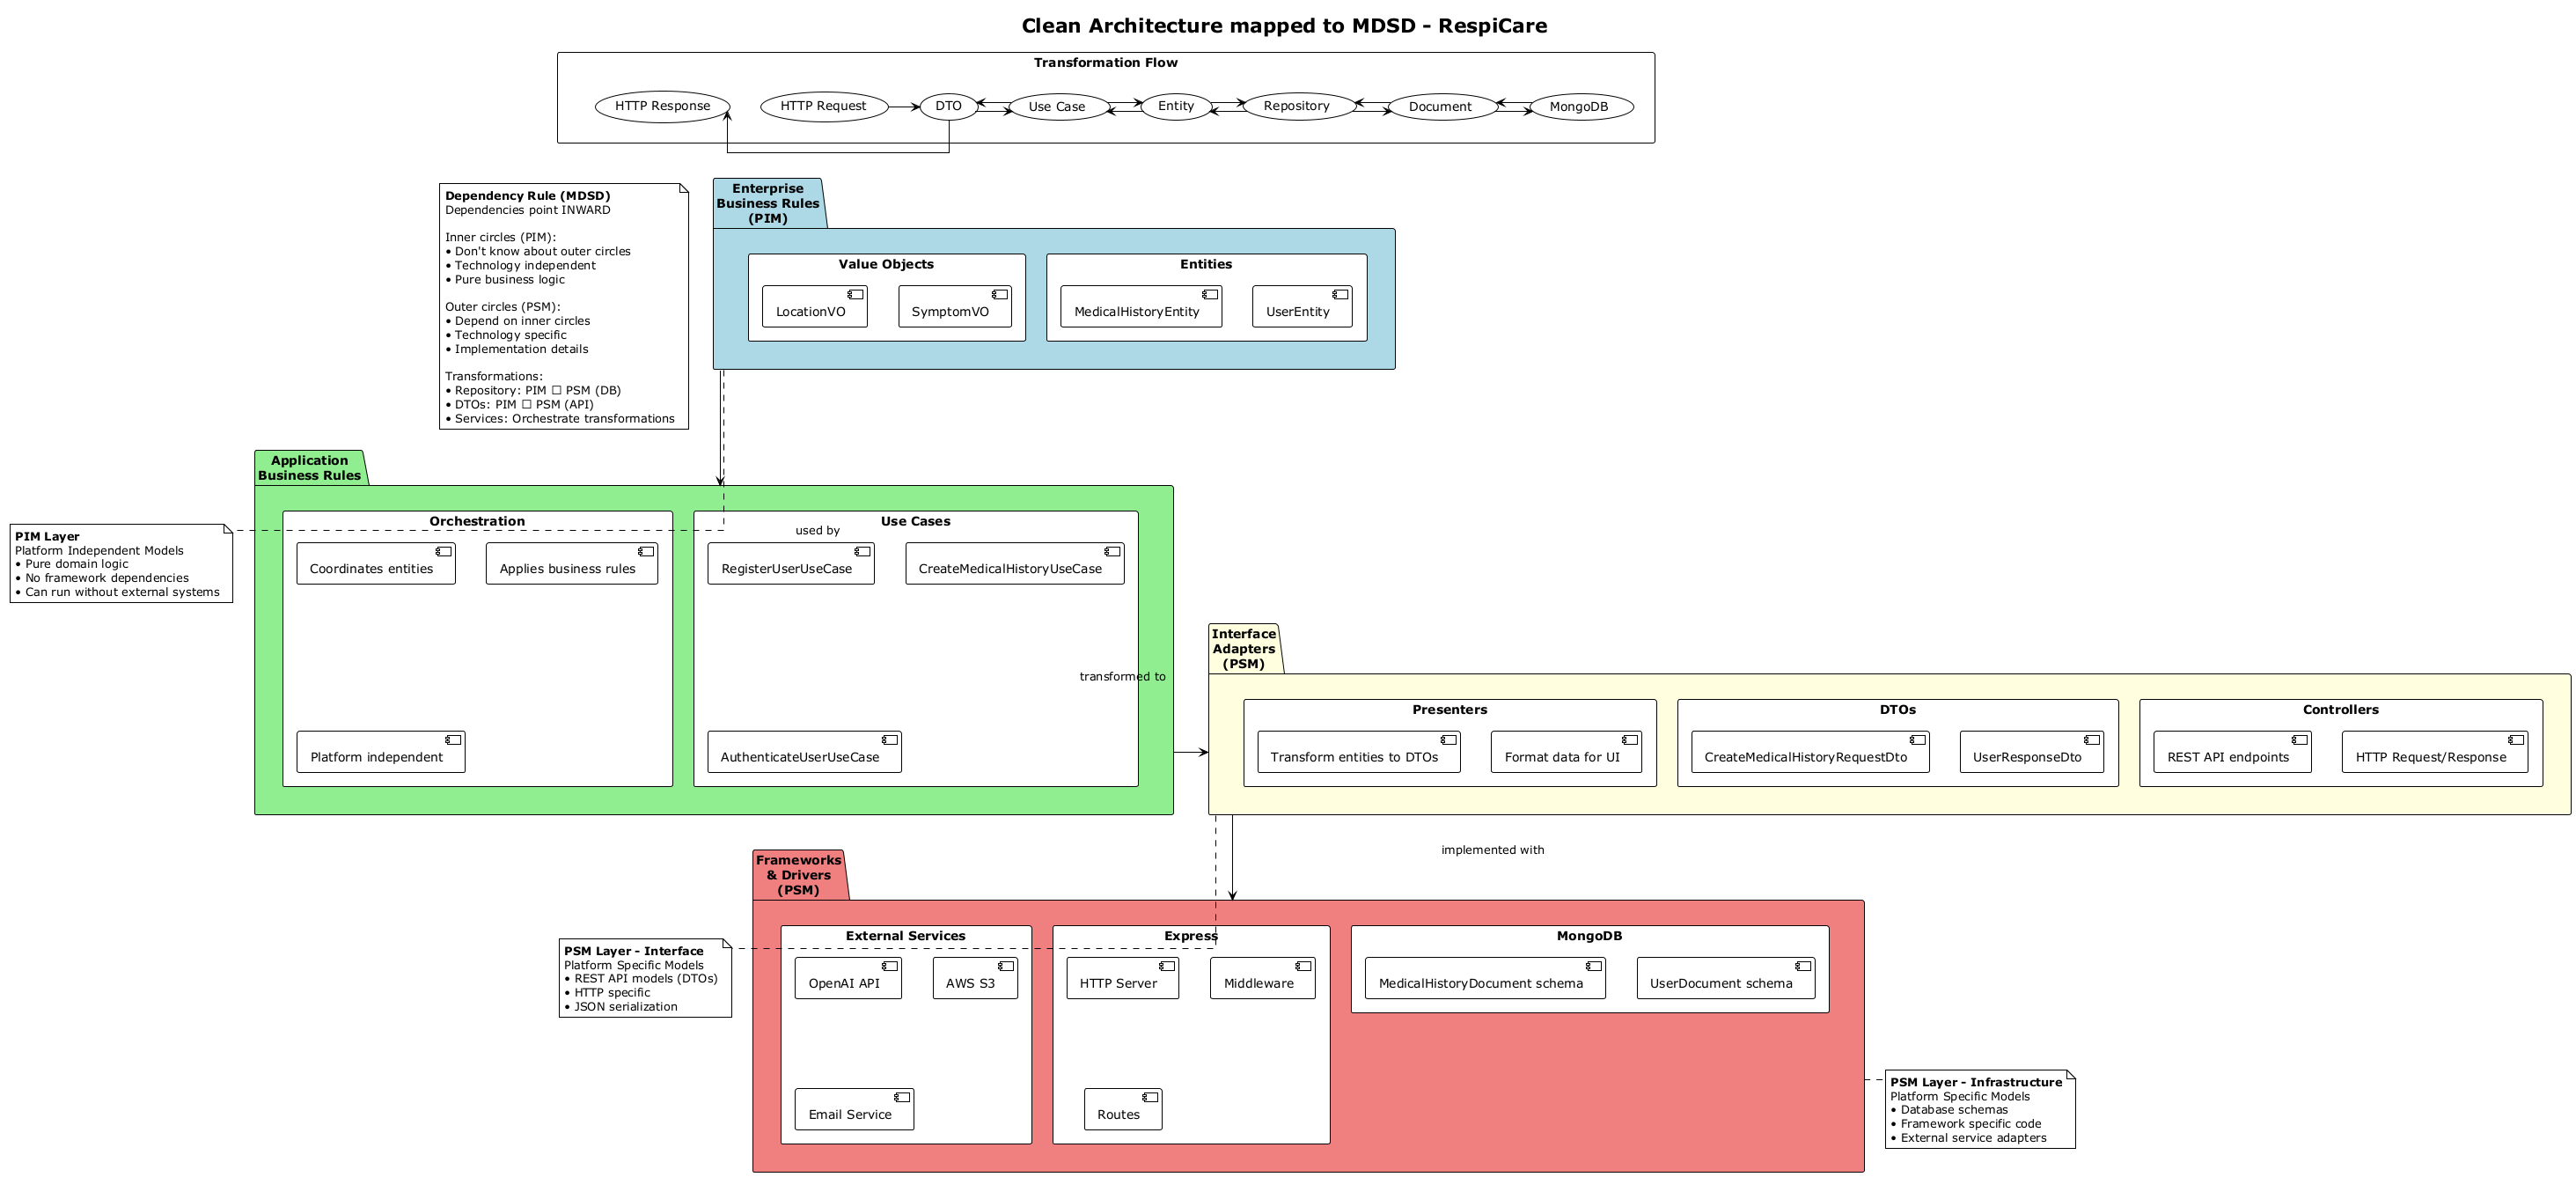 Clean Architecture mapped to MDSD - RespiCare
Transformation Flow
HTTP Response
HTTP Request
DTO
Use Case
Entity
Repository
Document
MongoDB
Dependency Rule (MDSD)
Dependencies point INWARD
Inner circles (PIM):
• Don't know about outer circles
• Technology independent
• Pure business logic
Outer circles (PSM):
• Depend on inner circles
• Technology specific
• Implementation details
Transformations:
• Repository: PIM □ PSM (DB)
• DTOs: PIM □ PSM (API)
• Services: Orchestrate transformations
Enterprise
Business Rules
(PIM)
Value Objects
LocationVO
SymptomVO
Entities
MedicalHistoryEntity
UserEntity
Application
Business Rules
PIM Layer
Platform Independent Models
• Pure domain logic
• No framework dependencies
• Can run without external systems
Orchestration
Coordinates entities
Applies business rules
Platform independent
used by
Use Cases
RegisterUserUseCase
CreateMedicalHistoryUseCase
AuthenticateUserUseCase
transformed to
Interface
Adapters
(PSM)
Presenters
Transform entities to DTOs
Format data for UI
DTOs
CreateMedicalHistoryRequestDto
UserResponseDto
Controllers
REST API endpoints
HTTP Request/Response
implemented with
Frameworks
& Drivers
(PSM)
PSM Layer - Interface
Platform Specific Models
• REST API models (DTOs)
• HTTP specific
• JSON serialization
External Services
OpenAI API
AWS S3
Email Service
Express
HTTP Server
Middleware
Routes
MongoDB
MedicalHistoryDocument schema
UserDocument schema
PSM Layer - Infrastructure
Platform Specific Models
• Database schemas
• Framework specific code
• External service adapters